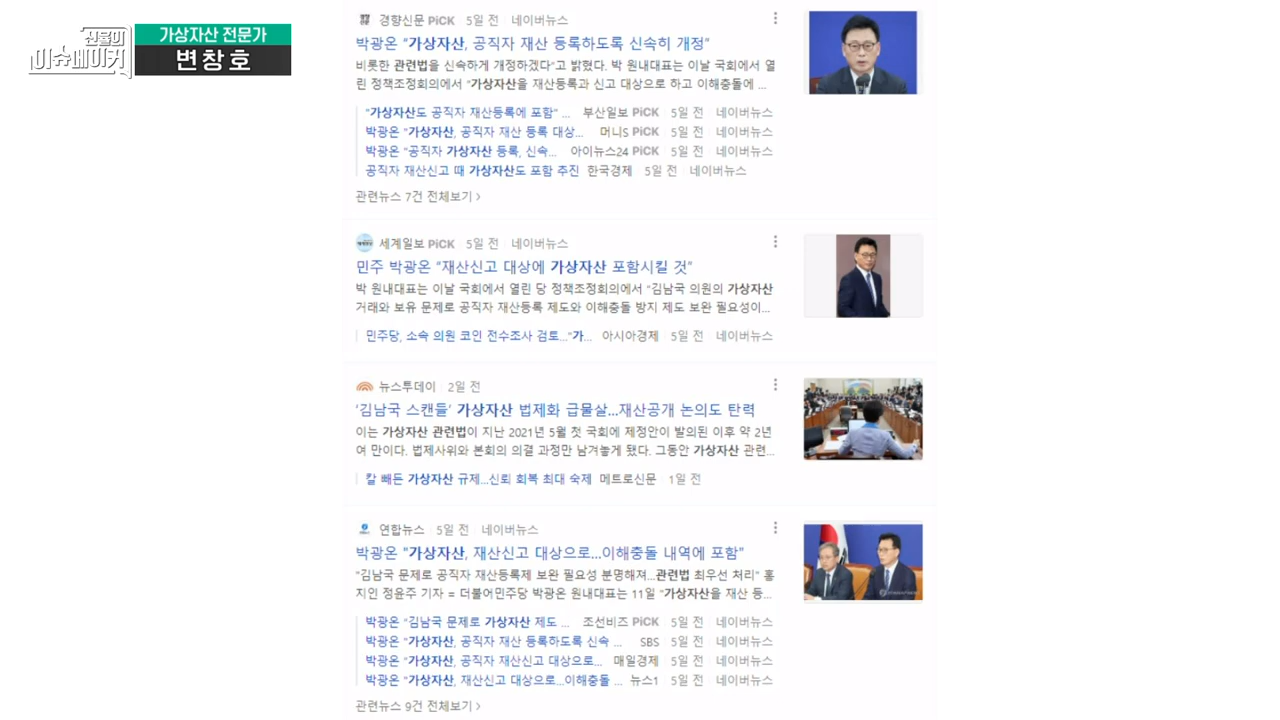 신율의
이슈메이커
가상자산 전문가
변창호
경향신문 PiCK 5일 전 네이버뉴스
박광온 "가상자산, 공직자 재산 등록하도록 신속히 개정"
비롯한 관련법을 신속하게 개정하겠다"고 밝혔다. 박 원내대표는 이날 국회에서 열
린 정책조정회의에서 "가상자산을 재산등록과 신고 대상으로 하고 이해충돌에 ...
"가상자산도 공직자 재산등록에 포함" ... 부산일보 PiCK 5일 전 네이버뉴스
박광온 "가상자산, 공직자 재산 등록 대상... 머니S PiCK 5일 전 네이버뉴스
박광온 "공직자 가상자산 등록, 신속... 아이뉴스24 PiCK 5일 전 네이버뉴스
공직자 재산신고 때 가상자산도 포함 추진 한국경제 5일 전 네이버뉴스
관련뉴스 7건 전체보기 >
세계일보 PiCK 5일 전 네이버뉴스
민주 박광온 "재산신고 대상에 가상자산 포함시킬 것"
박 원내대표는 이날 국회에서 열린 당 정책조정회의에서 "김남국 의원의 가상자산
거래와 보유 문제로 공직자 재산등록 제도와 이해충돌 방지 제도 보완 필요성이...
민주당, 소속 의원 코인 전수조사 검토..."가... 아시아경제 5일 전 네이버뉴스
뉴스투데이 2일 전
'김남국 스캔들' 가상자산 법제화 급물살...재산공개 논의도 탄력
이는 가상자산 관련법이 지난 2021년 5월 첫 국회에 제정안이 발의된 이후 약 2년
여 만이다. 법제사위와 본회의 의결 과정만 남겨놓게 됐다. 그동안 가상자산 관련...
칼 빼든 가상자산 규제...신뢰 회복 최대 숙제 메트로신문 1일 전
연합뉴스 5일 전 네이버뉴스
박광온 "가상자산, 재산신고 대상으로...이해충돌 내역에 포함"
"김남국 문제로 공직자 재산등록제 보완 필요성 분명해져...관련법 최우선 처리" 홍
지인 정윤주 기자 = 더불어민주당 박광온 원내대표는 11일 "가상자산을 재산 등...
박광온 "김남국 문제로 가상자산 제도 ... 조선비즈 PiCK 5일 전 네이버뉴스
박광온 "가상자산, 공직자 재산 등록하도록 신속 ... SBS 5일 전 네이버뉴스
박광온 "가상자산, 공직자 재산신고 대상으로... 매일경제 5일 전 네이버뉴스
박광온 "가상자산, 재산신고 대상으로...이해충돌 ... 뉴스1 5일 전 네이버뉴스
관련뉴스 9건 전체보기 >